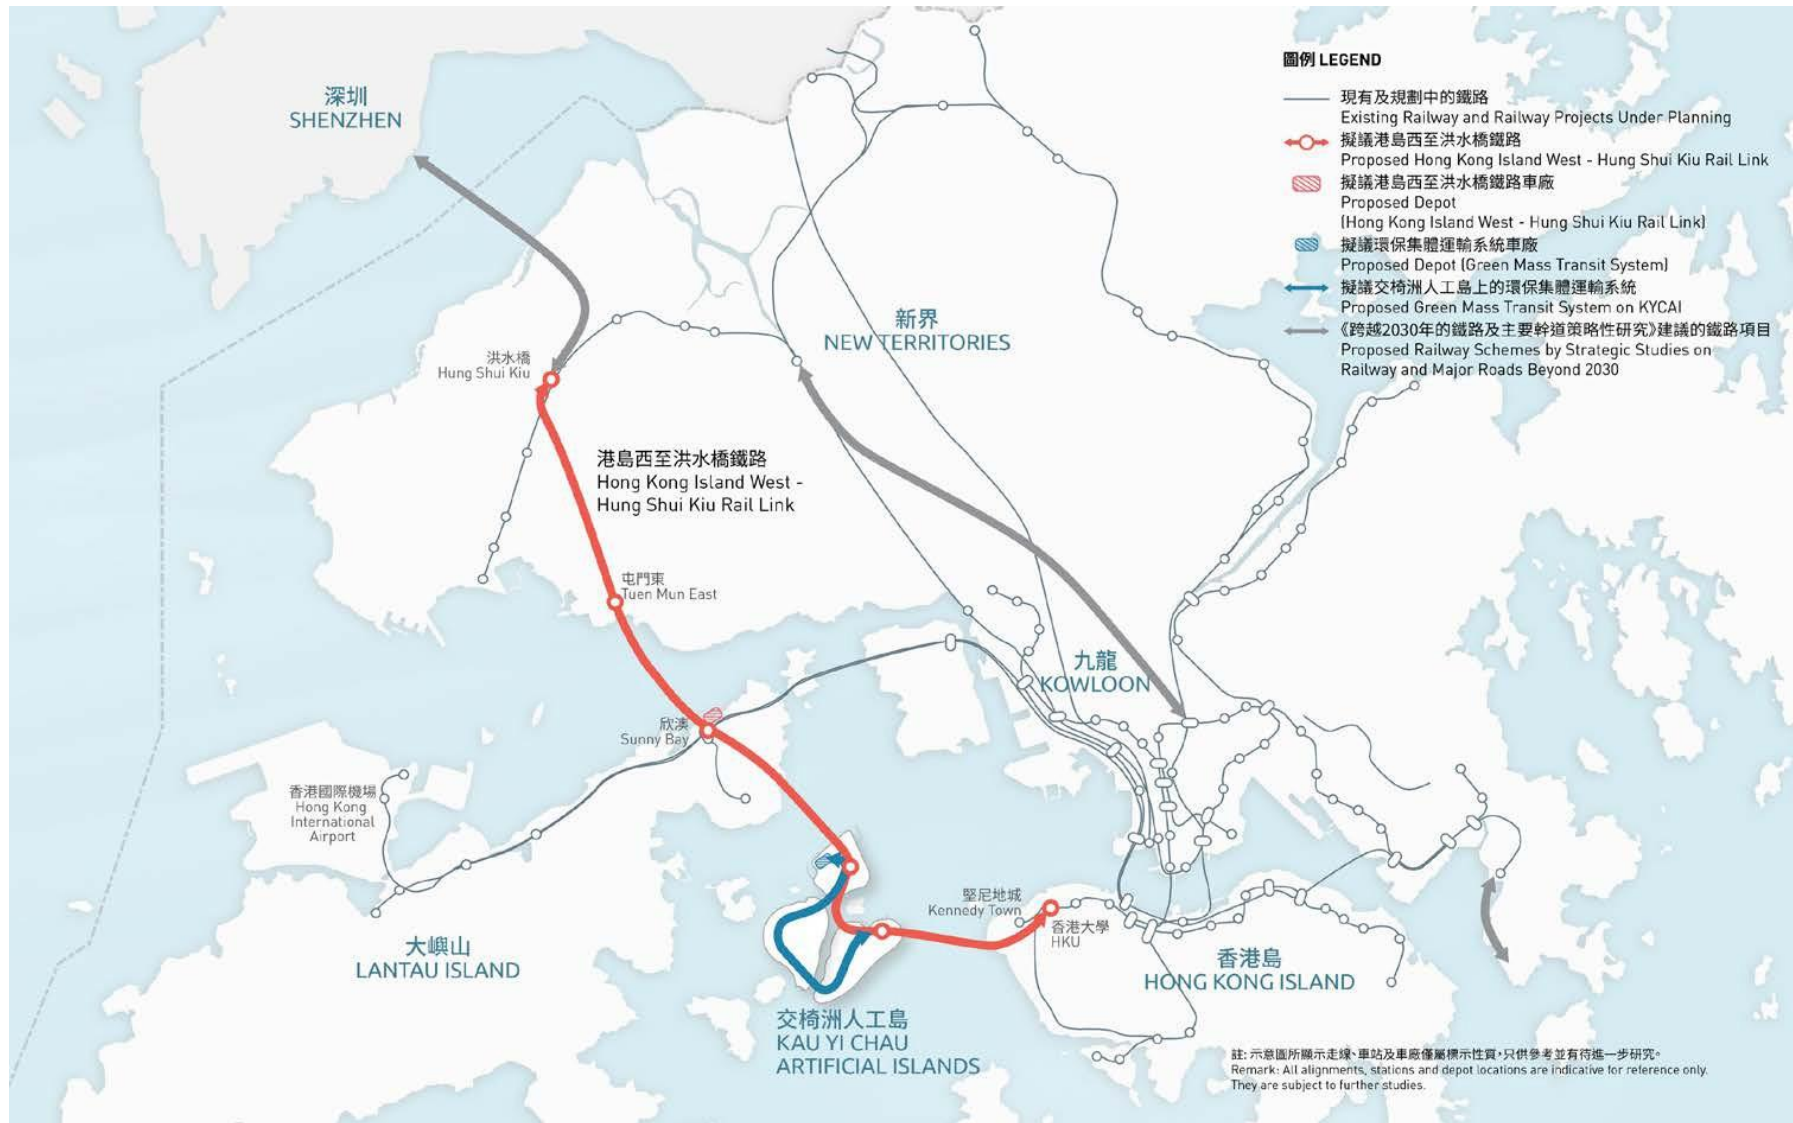 深圳
SHENZHEN
圖例 LEGEND
現有及規劃中的鐵路
Existing Railway and Railway Projects Under Planning
擬議港島西至洪水橋鐵路
Proposed Hong Kong Island West - Hung Shui Kiu Rail Link
擬議港島西至洪水橋鐵路車廠
Proposed Depot
(Hong Kong Island West - Hung Shui Kiu Rail Link)
擬議環保集體運輸系統車廠
Proposed Depot (Green Mass Transit System)
擬議交椅洲人工島上的環保集體運輸系統
Proposed Green Mass Transit System on KYCAI
《跨越2030年的鐵路及主要幹道策略性研究》建議的鐵路項目
Proposed Railway Schemes by Strategic Studies on
Railway and Major Roads Beyond 2030
新界
NEW TERRITORIES
洪水橋
Hung Shui Kiu
港島西至洪水橋鐵路
Hong Kong Island West -
Hung Shui Kiu Rail Link
屯門東
Tuen Mun East
九龍
KOWLOON
欣澳
Sunny Bay
香港國際機場
Hong Kong
International
Airport
堅尼地城
Kennedy Town
香港大學
HKU
大嶼山
LANTAU ISLAND
香港島
HONG KONG ISLAND
交椅洲人工島
KAU YI CHAU
ARTIFICIAL ISLANDS
註: 示意圖所顯示走線、車站及車廠僅屬標示性質,只供參考並有待進一步研究。
Remark: All alignments, stations and depot locations are indicative for reference only.
They are subject to further studies.